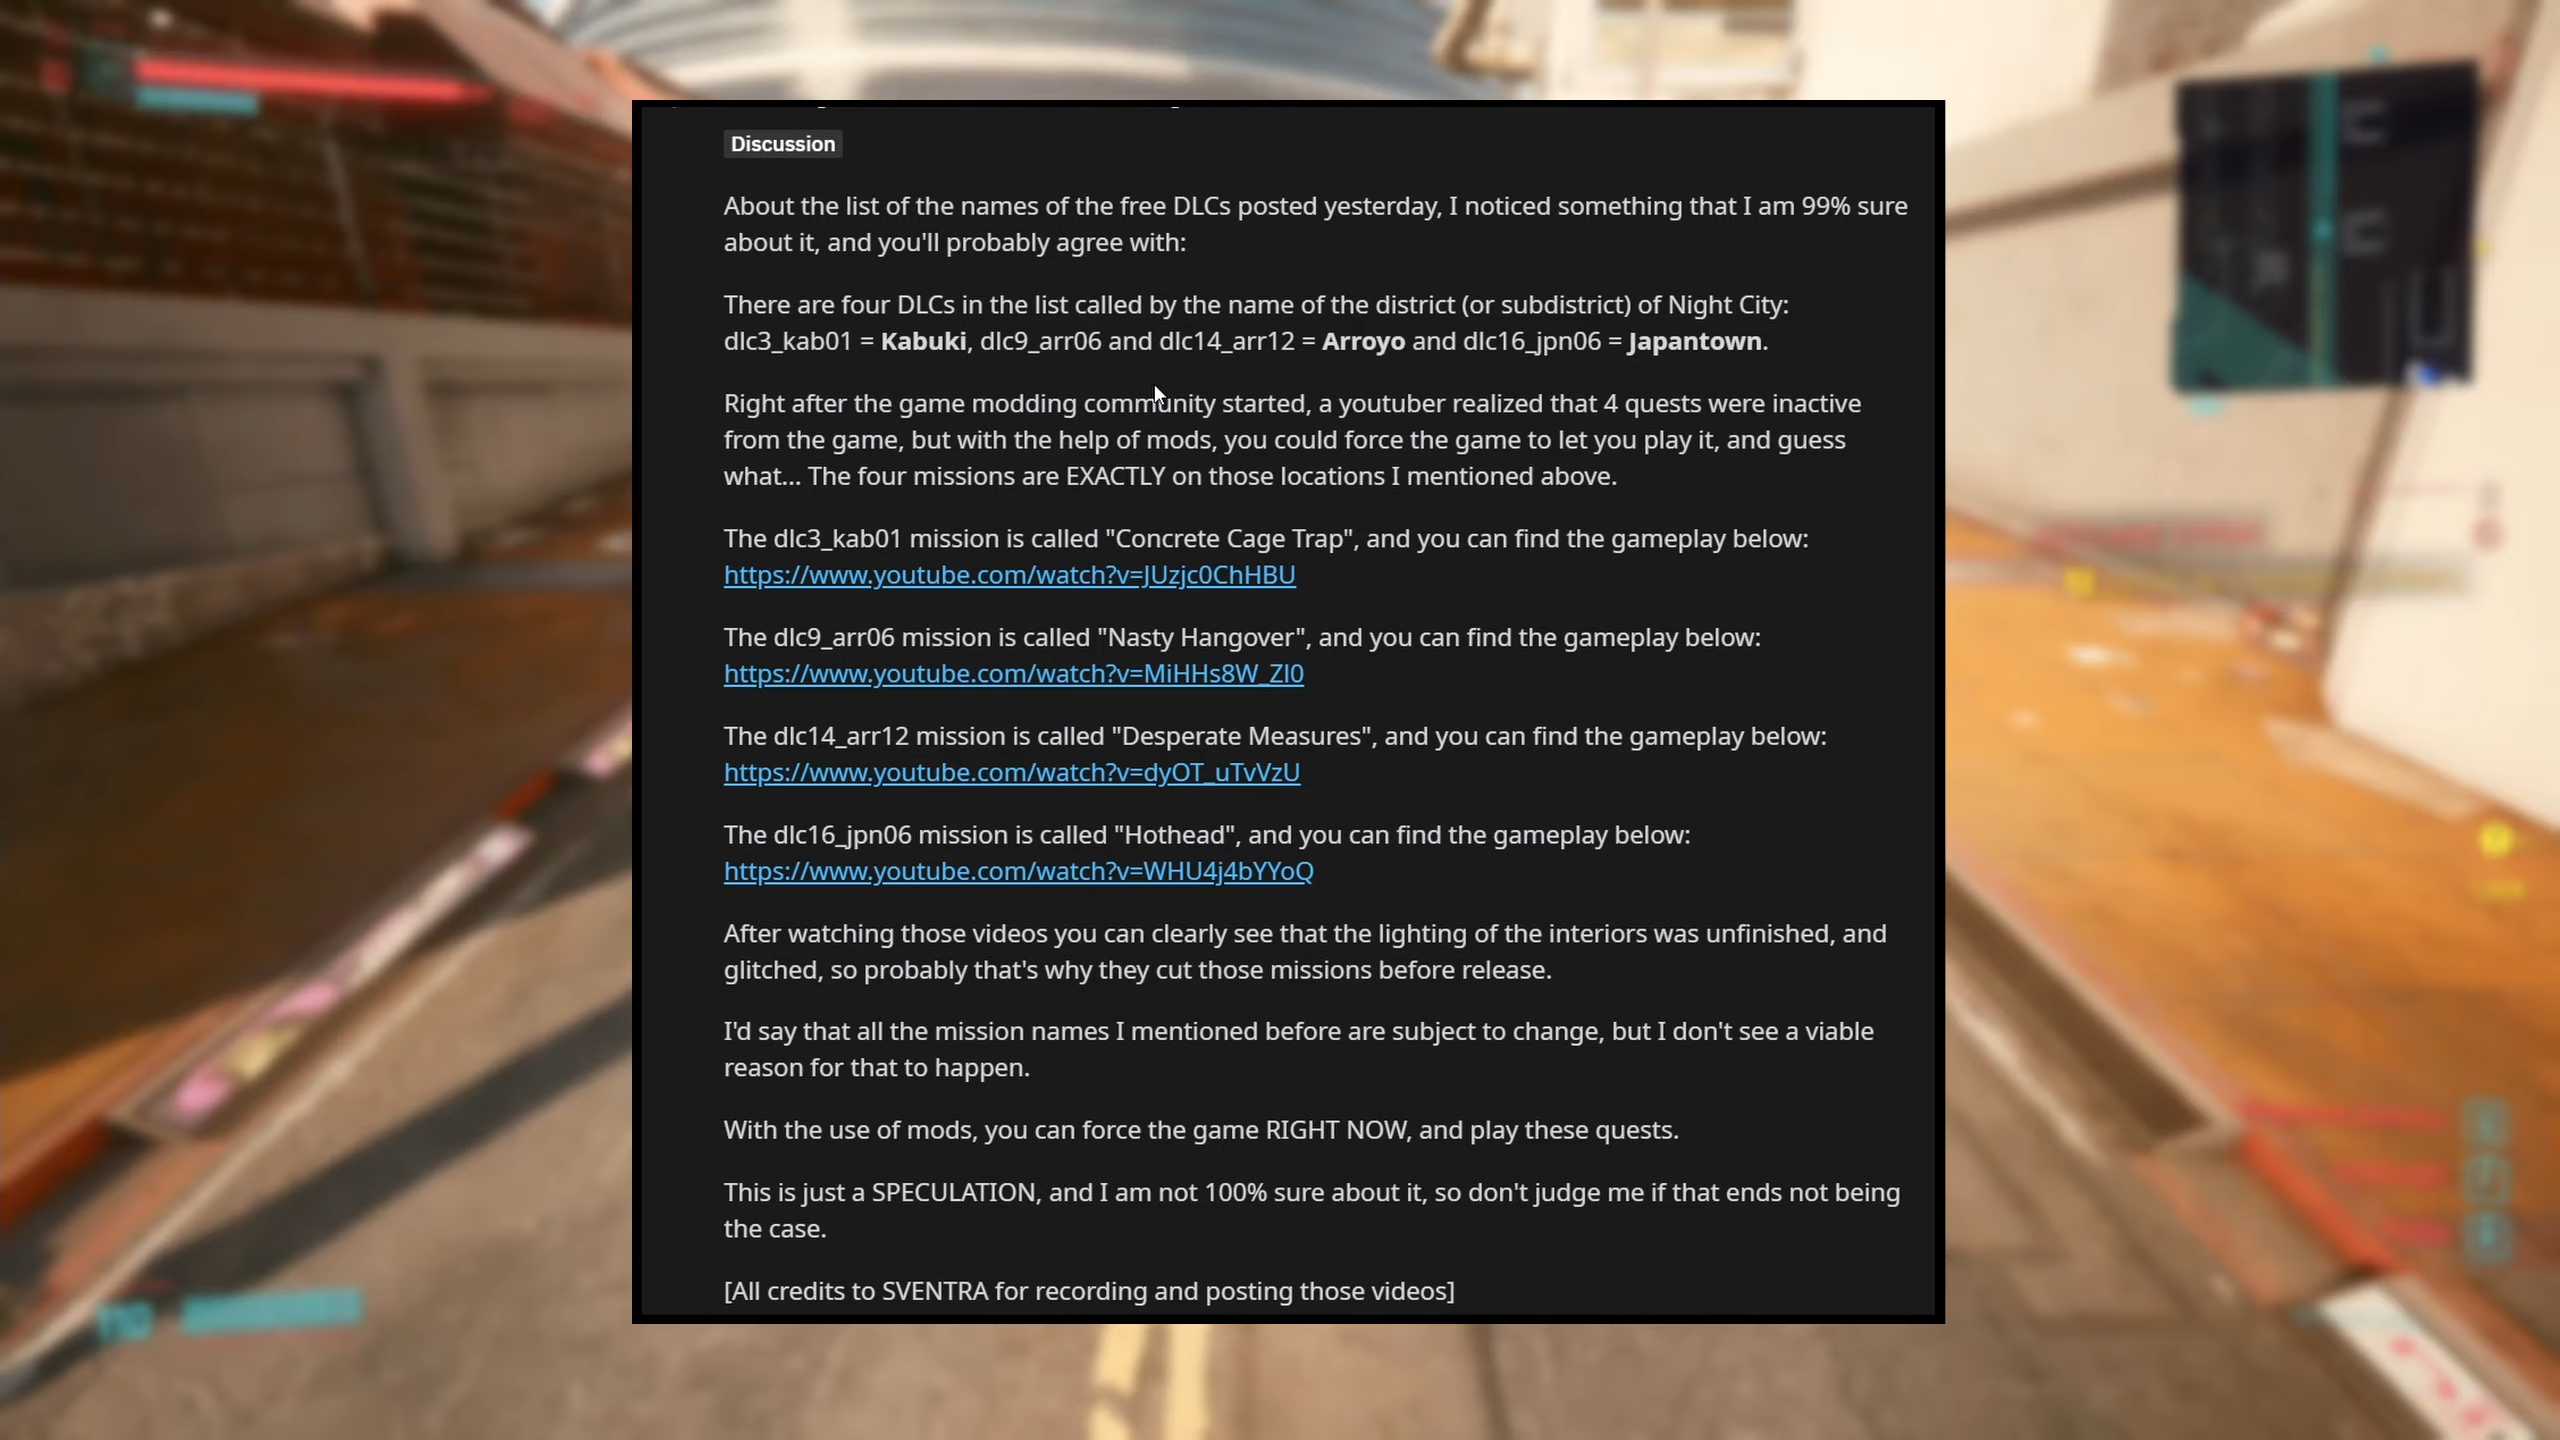 Discussion
About the list of the names of the free DLCs posted yesterday, I noticed something that I am 99% sure
about it, and you'll probably agree with:
There are four DLCs in the list called by the name of the district (or subdistrict) of Night City:
dlc3_kab01 = Kabuki, dlc9_arr06 and dlc14_arr12 = Arroyo and dlc16_jpn06 = Japantown.
Right after the game modding community started, a youtuber realized that 4 quests were inactive
from the game, but with the help of mods, you could force the game to let you play it, and guess
what... The four missions are EXACTLY on those locations I mentioned above.
The dlc3_kab01 mission is called "Concrete Cage Trap", and you can find the gameplay below:
https://www.youtube.com/watch?v=JUzjc0ChHBU
The dlc9_arr06 mission is called "Nasty Hangover", and you can find the gameplay below:
https://www.youtube.com/watch?v=MiHHs8W_Zl0
The dlc14_arr12 mission is called "Desperate Measures", and you can find the gameplay below:
https://www.youtube.com/watch?v=dyOT_uTvVzU
The dlc16_jpn06 mission is called "Hothead", and you can find the gameplay below:
https://www.youtube.com/watch?v=WHU4j4bYYoQ
After watching those videos you can clearly see that the lighting of the interiors was unfinished, and
glitched, so probably that's why they cut those missions before release.
I'd say that all the mission names I mentioned before are subject to change, but I don't see a viable
reason for that to happen.
With the use of mods, you can force the game RIGHT NOW, and play these quests.
This is just a SPECULATION, and I am not 100% sure about it, so don't judge me if that ends not being
the case.
[All credits to SVENTRA for recording and posting those videos]